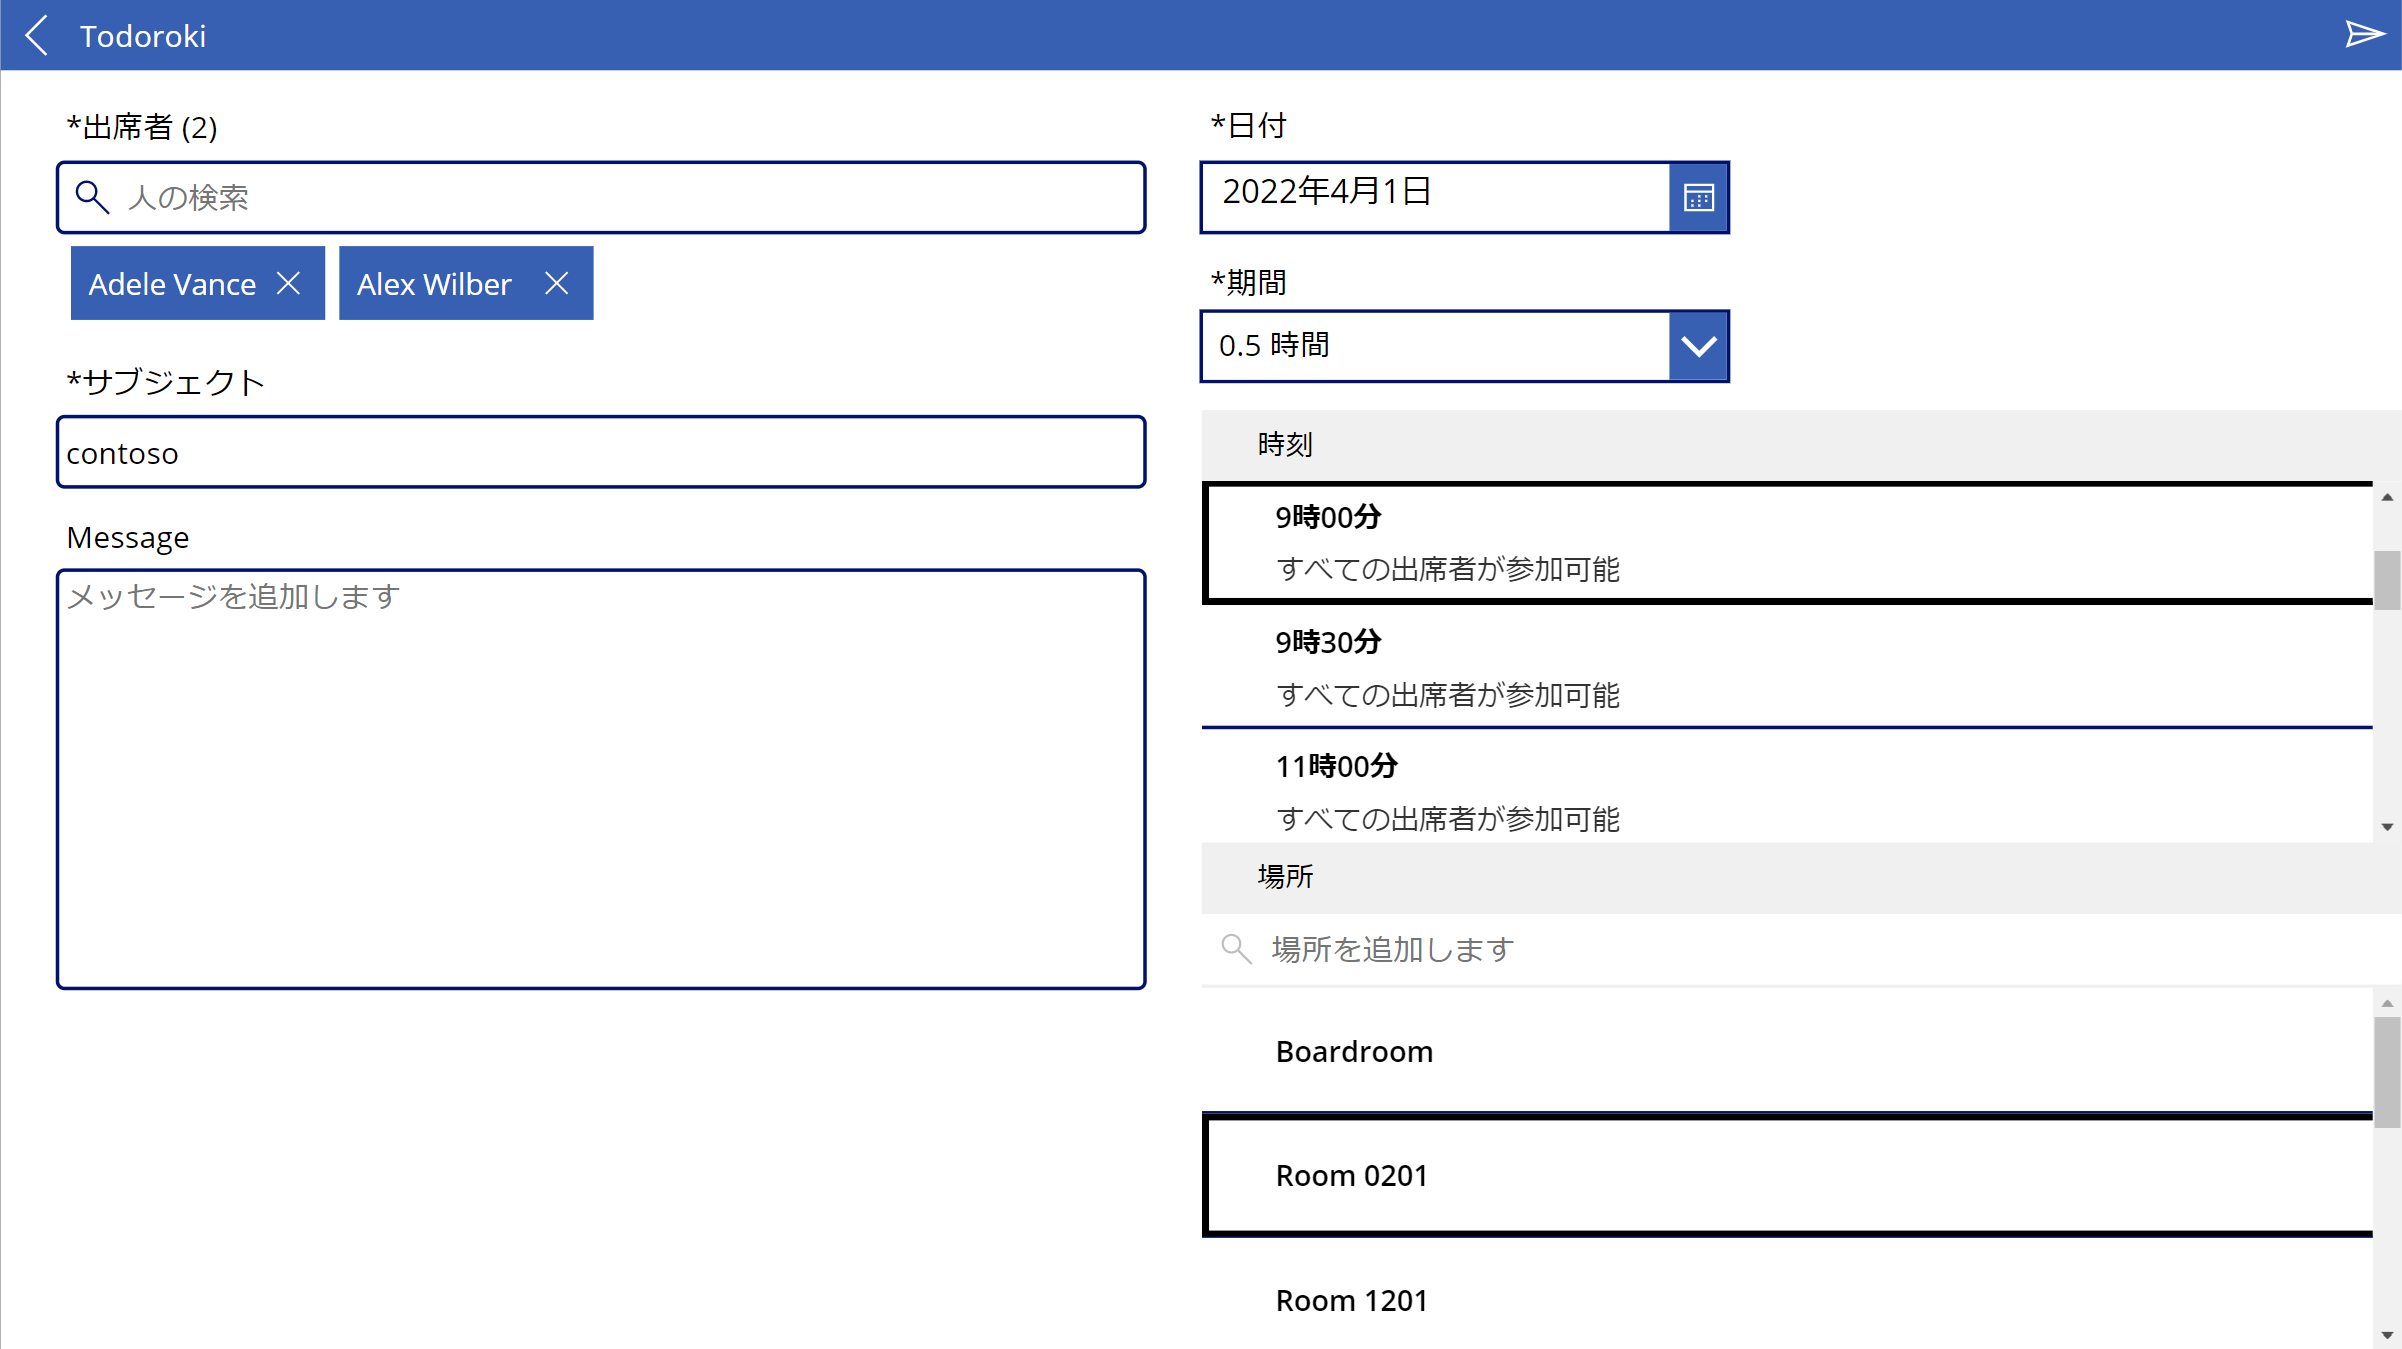 Todoroki
*出席者 (2)
人の検索
Adele Vance
Alex Wilber
*サブジェクト
contoso
Message
メッセージを追加します
*日付
2022年4月1日
*期間
0.5 時間
時刻
9時00分
すべての出席者が参加可能
9時30分
すべての出席者が参加可能
11時00分
すべての出席者が参加可能
場所
場所を追加します
Boardroom
Room 0201
Room 1201